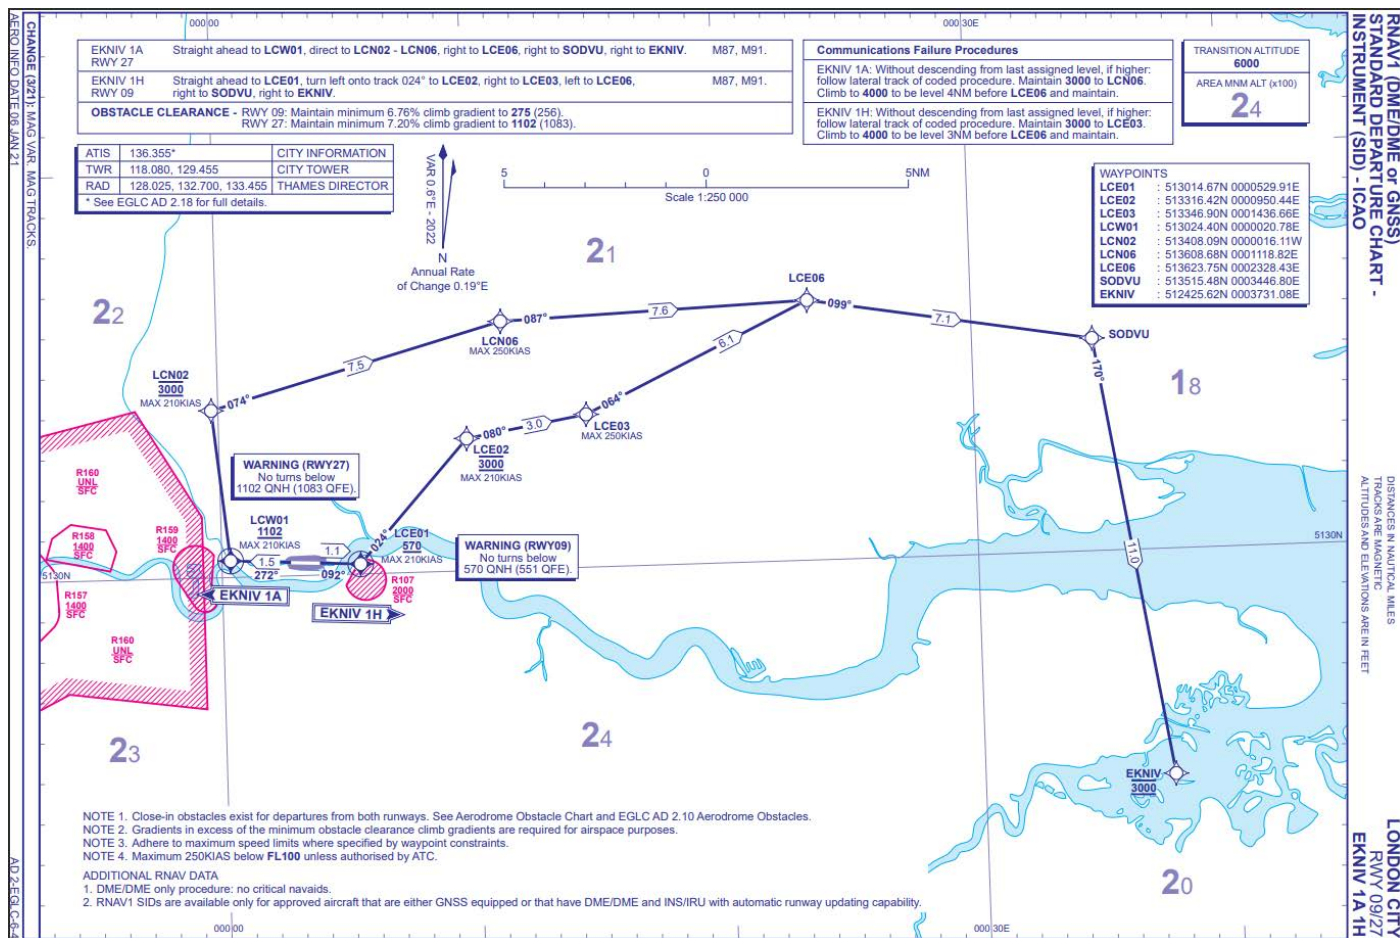 RNAV1 (DME/DME or GNSS)
STANDARD DEPARTURE CHART -
INSTRUMENT (SID) - ICAO
CHANGE (3/21): MAG VAR. MAG TRACKS.
AERO INFO DATE 06 JAN 21
000 00
000 30E
EKNIV 1A Straight ahead to LCW01, direct to LCN02 - LCN06, right to LCE06, right to SODVU, right to EKNIV. M87, M91.
RWY 27
EKNIV 1H Straight ahead to LCE01, turn left onto track 024° to LCE02, right to LCE03, left to LCE06, M87, M91.
RWY 09 right to SODVU, right to EKNIV.
OBSTACLE CLEARANCE - RWY 09: Maintain minimum 6.76% climb gradient to 275 (256).
RWY 27: Maintain minimum 7.20% climb gradient to 1102 (1083).
Communications Failure Procedures
EKNIV 1A: Without descending from last assigned level, if higher:
follow lateral track of coded procedure. Maintain 3000 to LCN06.
Climb to 4000 to be level 4NM before LCE06 and maintain.
EKNIV 1H: Without descending from last assigned level, if higher:
follow lateral track of coded procedure. Maintain 3000 to LCE03.
Climb to 4000 to be level 3NM before LCE06 and maintain.
TRANSITION ALTITUDE
6000
AREA MNM ALT (x100)
24
ATIS 136.355* CITY INFORMATION
TWR 118.080, 129.455 CITY TOWER
RAD 128.025, 132.700, 133.455 THAMES DIRECTOR
* See EGLC AD 2.18 for full details.
VAR 0.6°E - 2022
N
Annual Rate
of Change 0.19°E
5 0 5NM
Scale 1:250 000
WAYPOINTS
LCE01 : 513014.67N 0000529.91E
LCE02 : 513316.42N 0000950.44E
LCE03 : 513346.90N 0001436.66E
LCW01 : 513024.40N 0000020.78E
LCN02 : 513408.09N 0000016.11W
LCN06 : 513608.68N 0001118.82E
LCE06 : 513623.75N 0002328.43E
SODVU : 513515.48N 0003446.80E
EKNIV : 512425.62N 0003731.08E
21
22
LCE06
099°
7.1
SODVU
170°
7.6
087°
LCN06
MAX 250KIAS
7.5
074°
LCN02
3000
MAX 210KIAS
6.1
064°
LCE03
MAX 250KIAS
3.0
080°
LCE02
3000
MAX 210KIAS
18
WARNING (RWY27)
No turns below
1102 QNH (1083 QFE).
LCW01
1102
MAX 210KIAS
1.5
272°
1.1
092°
024°
LCE01
570
MAX 210KIAS
WARNING (RWY09)
No turns below
570 QNH (551 QFE).
R160
UNL
SFC
R158
1400
SFC
R159
1400
SFC
R157
1400
SFC
R160
UNL
SFC
R107
2000
SFC
5130N
5130N
EKNIV 1A
EKNIV 1H
11.0
23
24
EKNIV
3000
20
DISTANCES IN NAUTICAL MILES
TRACKS ARE MAGNETIC
ALTITUDES AND ELEVATIONS ARE IN FEET
NOTE 1. Close-in obstacles exist for departures from both runways. See Aerodrome Obstacle Chart and EGLC AD 2.10 Aerodrome Obstacles.
NOTE 2. Gradients in excess of the minimum obstacle clearance climb gradients are required for airspace purposes.
NOTE 3. Adhere to maximum speed limits where specified by waypoint constraints.
NOTE 4. Maximum 250KIAS below FL100 unless authorised by ATC.
ADDITIONAL RNAV DATA
1. DME/DME only procedure: no critical navaids.
2. RNAV1 SIDs are available only for approved aircraft that are either GNSS equipped or that have DME/DME and INS/IRU with automatic runway updating capability.
000 00
000 30E
LONDON CITY
RWY 09/27
EKNIV 1A 1H
AD 2-EGLC-6-4